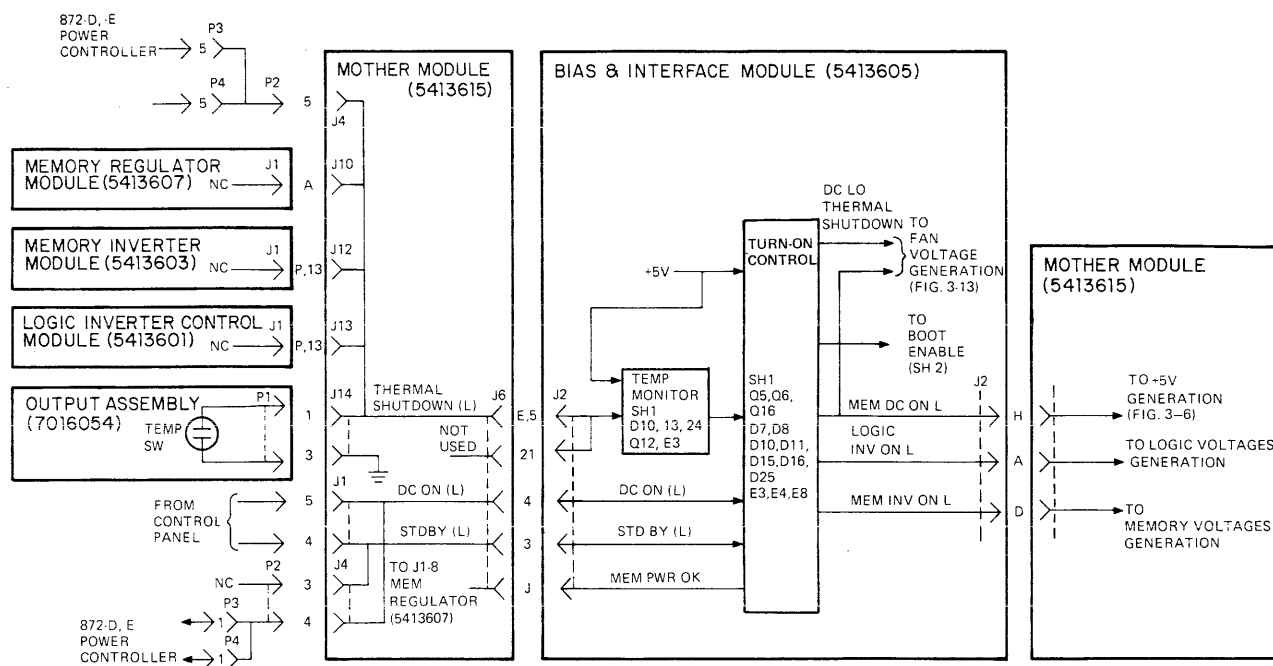 872-D, -E
POWER
CONTROLLER
P3
5
P4
5
P2
5
J4
MEMORY REGULATOR
MODULE (5413607)
NC
J1
A
J10
MEMORY INVERTER
MODULE (5413603)
NC
J1
P,13
J12
LOGIC INVERTER CONTROL
MODULE (5413601)
NC
J1
P,13
J13
OUTPUT ASSEMBLY
(7016054)
TEMP
SW
P1
1
3
J14
FROM
CONTROL
PANEL
5
4
J1
NC
P2
3
J4
872-D, E
POWER
CONTROLLER
P3
1
P4
1
4
MOTHER MODULE
(5413615)
THERMAL
SHUTDOWN (L)
J6
NOT
USED
DC ON (L)
STDBY (L)
TO J1-8
MEM
REGULATOR
(5413607)
E,5
21
4
3
J
BIAS & INTERFACE MODULE (5413605)
J2
+5V
TEMP
MONITOR
SH1
D10, 13, 24
Q12, E3
DC ON (L)
STD BY (L)
MEM PWR OK
TURN-ON
CONTROL
SH1
Q5,Q6,
Q16
D7,D8
D10,D11,
D15,D16,
D25
E3,E4,E8
DC LO
THERMAL
SHUTDOWN
TO
FAN
VOLTAGE
GENERATION
(FIG. 3-13)
TO
BOOT
ENABLE
(SH 2)
J2
MEM DC ON L
LOGIC
INV ON L
MEM INV ON L
H
A
D
MOTHER MODULE
(5413615)
TO +5V
GENERATION
(FIG. 3-6)
TO LOGIC VOLTAGES
GENERATION
TO
MEMORY VOLTAGES
GENERATION